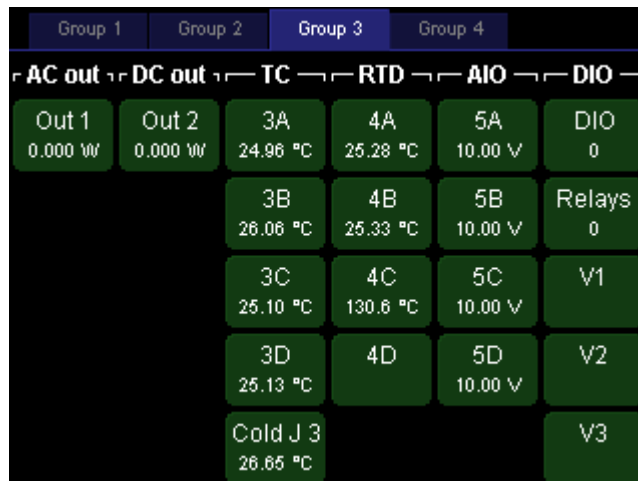 Group 1 Group 2 Group 3 Group 4
AC out DC out TC RTD AIO DIO
Out 1 Out 2 3A 4A 5A DIO
0.000 W 0.000 W 24.96 °C 25.28 °C 10.00 V 0
3B 4B 5B Relays
26.06 °C 25.33 °C 10.00 V 0
3C 4C 5C V1
25.10 °C 130.6 °C 10.00 V
3D 4D 5D V2
25.13 °C 10.00 V
Cold J 3 V3
26.65 °C